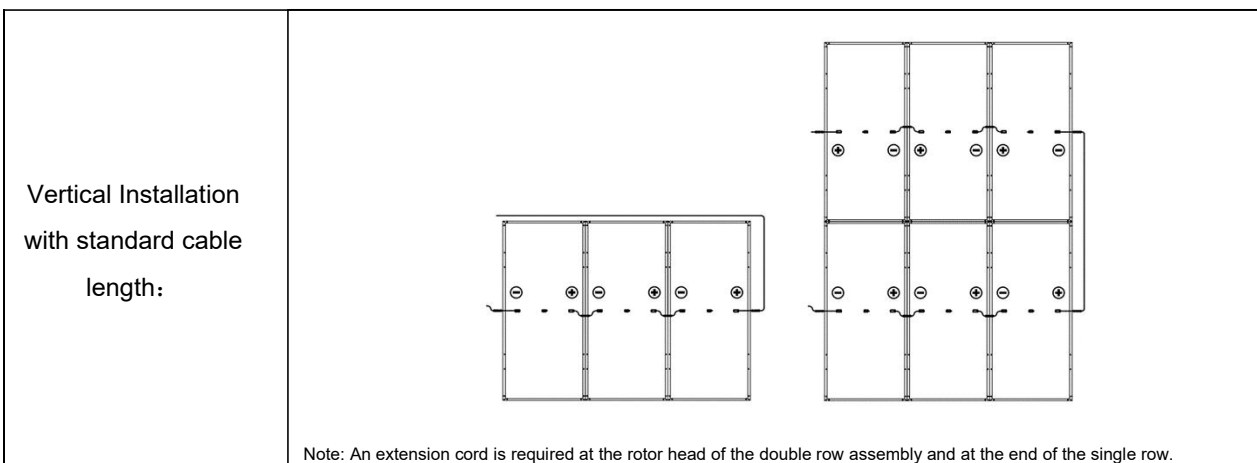 Vertical Installation
with standard cable
length：
⊕ ⊖ ⊕ ⊖ ⊕ ⊖
⊖ ⊕ ⊖ ⊕ ⊖ ⊕
⊖ ⊕ ⊖ ⊕ ⊖ ⊕
Note: An extension cord is required at the rotor head of the double row assembly and at the end of the single row.